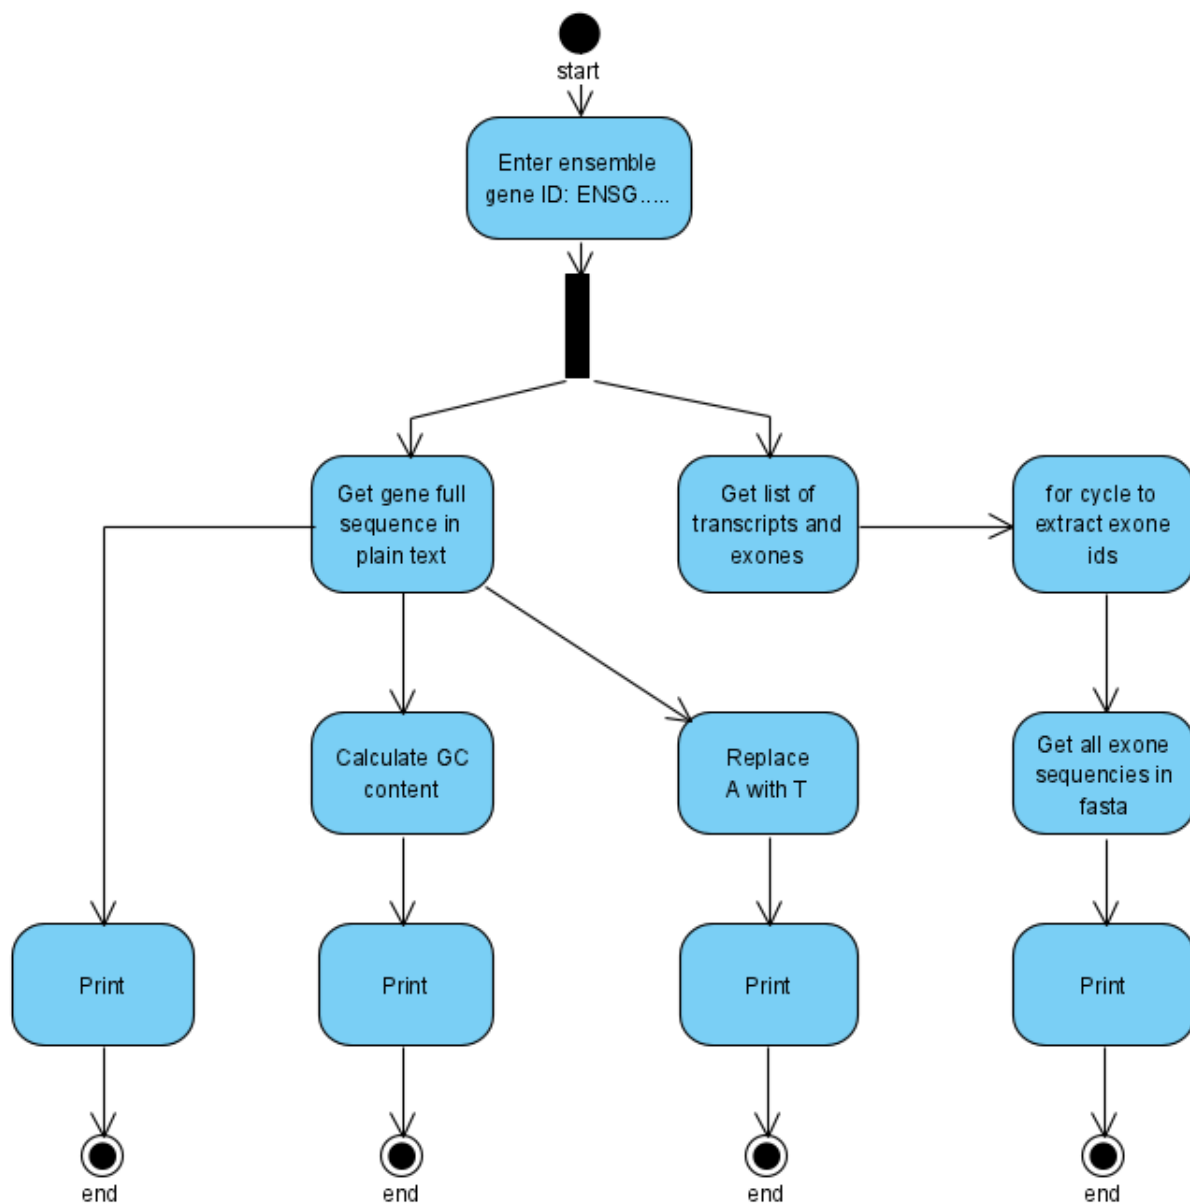 start
Enter ensemble
gene ID: ENSG.....
Get gene full
sequence in
plain text
Get list of
transcripts and
exones
for cycle to
extract exone
ids
Calculate GC
content
Replace
A with T
Get all exone
sequencies in
fasta
Print
Print
Print
Print
end
end
end
end